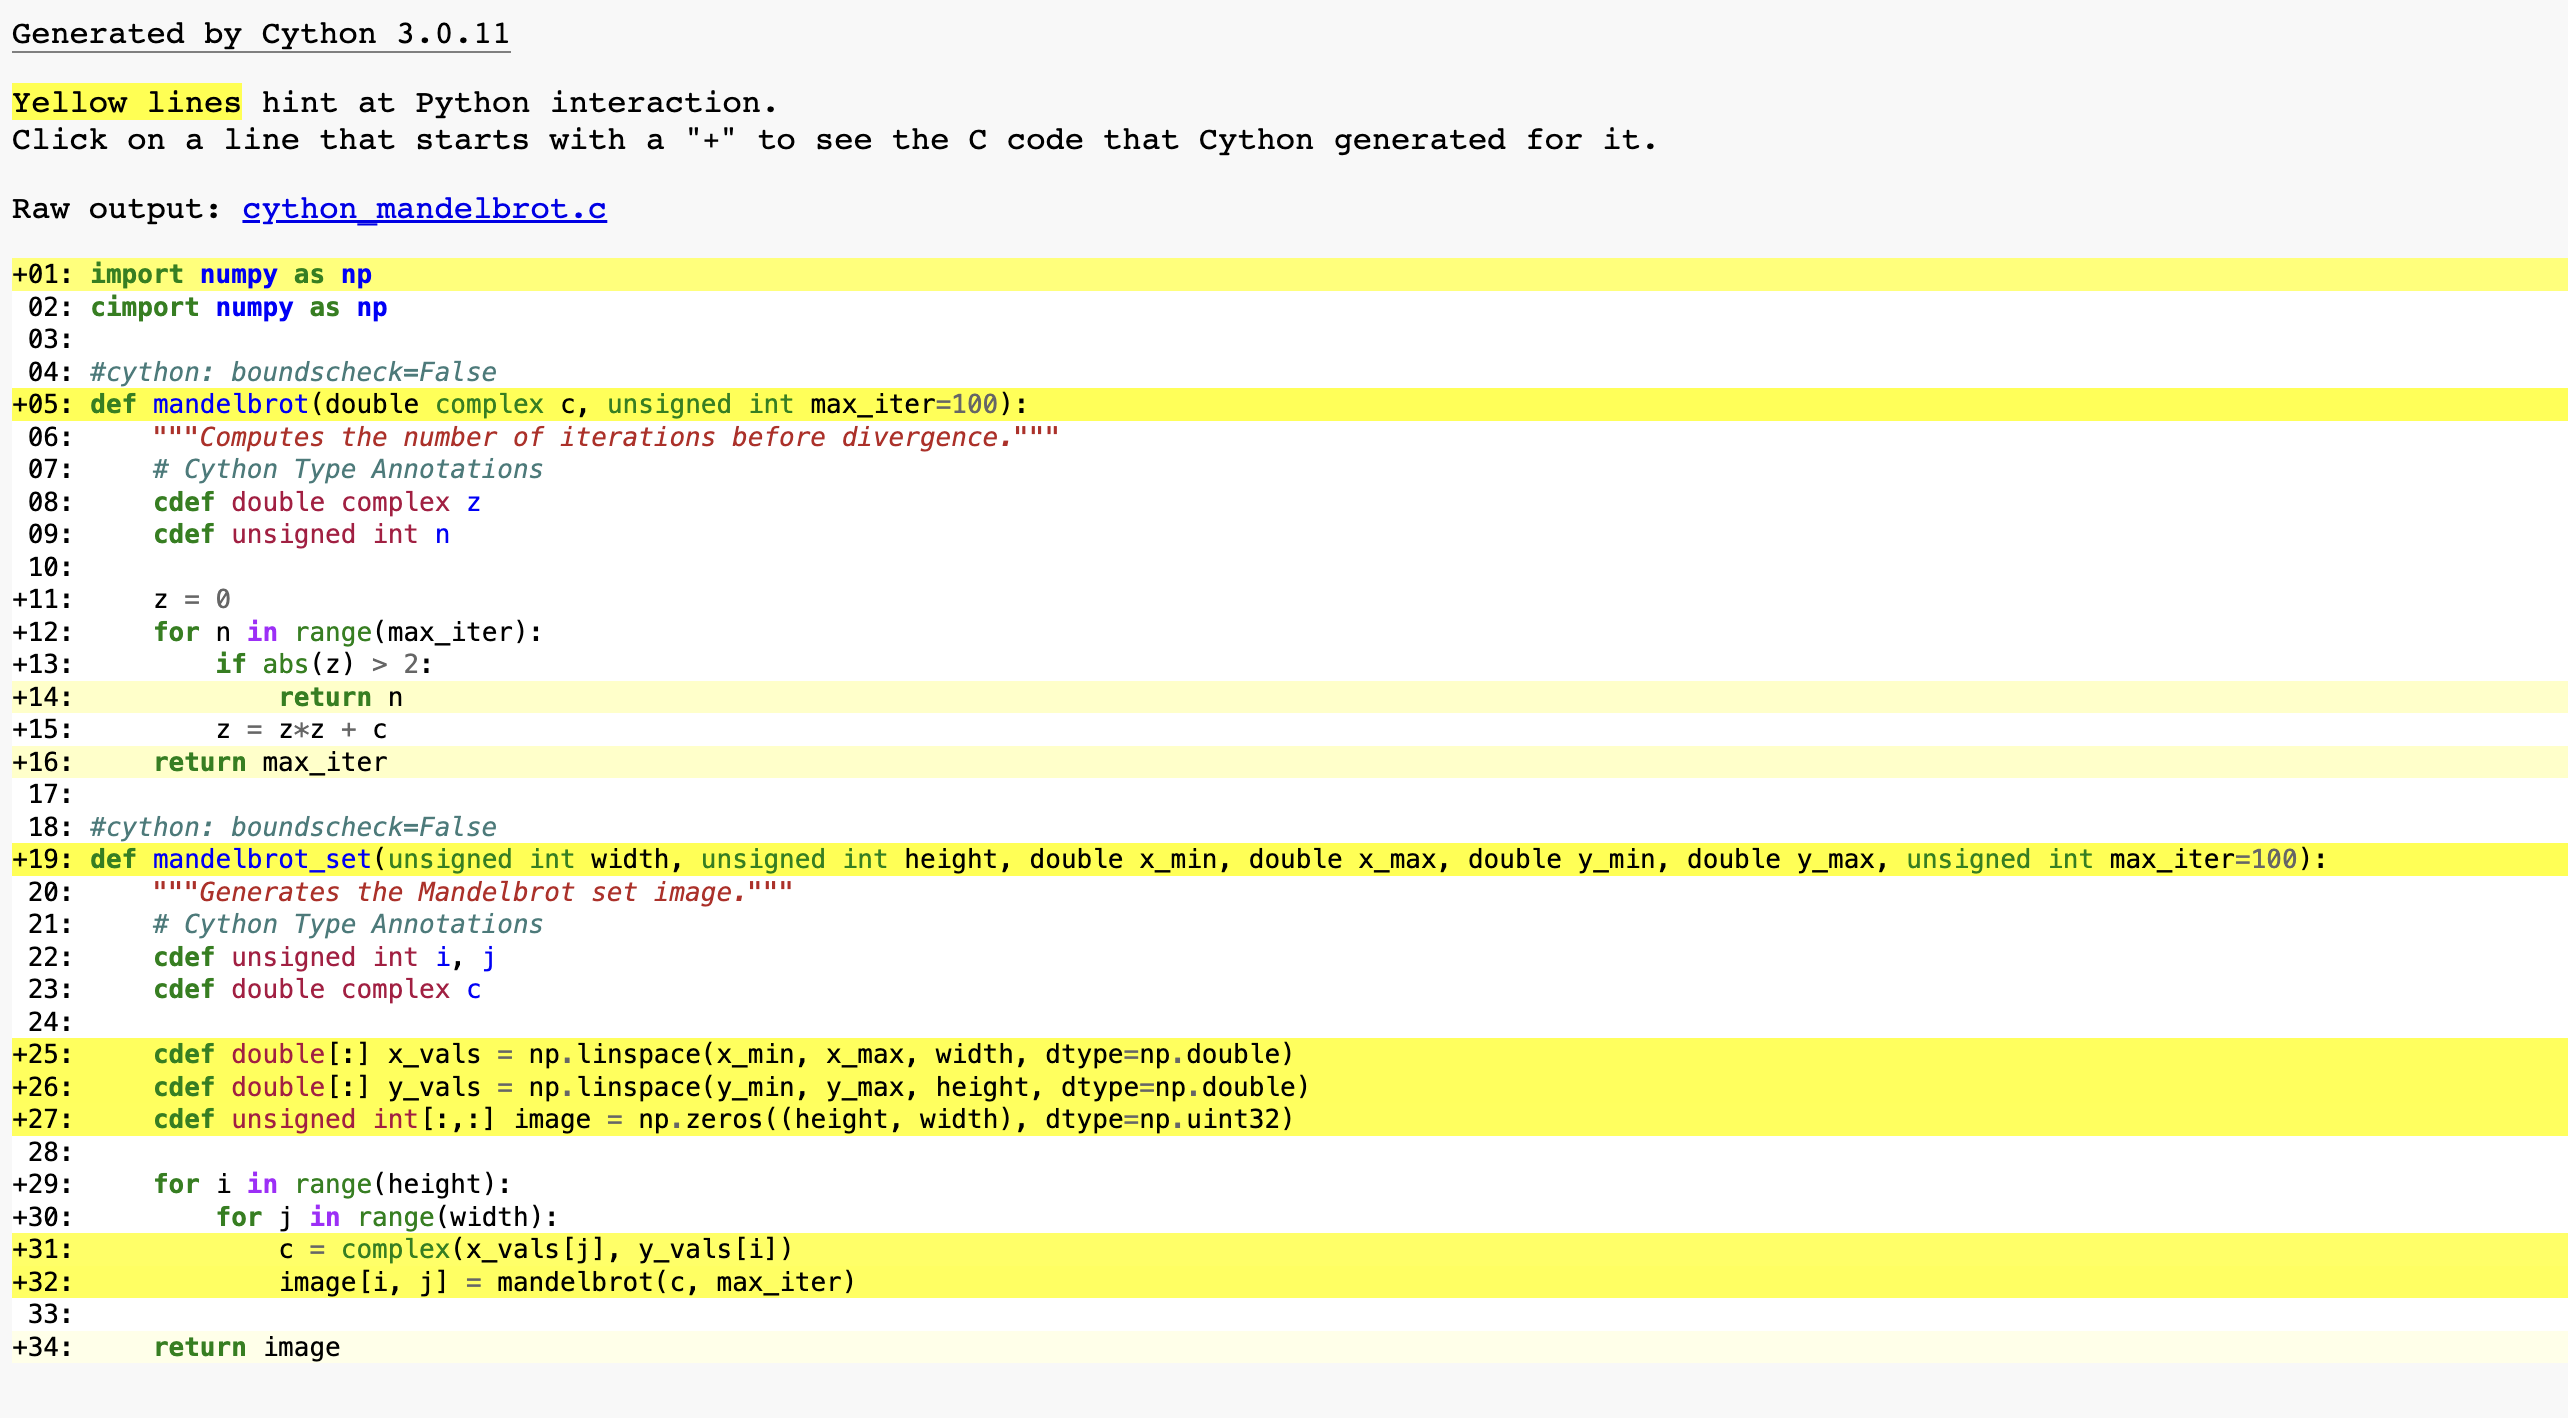 Generated by Cython 3.0.11
Yellow lines hint at Python interaction.
Click on a line that starts with a "+" to see the C code that Cython generated for it.
Raw output: cython_mandelbrot.c
+01: import numpy as np
 02: cimport numpy as np
 03:
 04: #cython: boundscheck=False
+05: def mandelbrot(double complex c, unsigned int max_iter=100):
 06:     """Computes the number of iterations before divergence."""
 07:     # Cython Type Annotations
 08:     cdef double complex z
 09:     cdef unsigned int n
 10:
+11:     z = 0
+12:     for n in range(max_iter):
+13:         if abs(z) > 2:
+14:             return n
+15:         z = z*z + c
+16:     return max_iter
 17:
 18: #cython: boundscheck=False
+19: def mandelbrot_set(unsigned int width, unsigned int height, double x_min, double x_max, double y_min, double y_max, unsigned int max_iter=100):
 20:     """Generates the Mandelbrot set image."""
 21:     # Cython Type Annotations
 22:     cdef unsigned int i, j
 23:     cdef double complex c
 24:
+25:     cdef double[:] x_vals = np.linspace(x_min, x_max, width, dtype=np.double)
+26:     cdef double[:] y_vals = np.linspace(y_min, y_max, height, dtype=np.double)
+27:     cdef unsigned int[:,:] image = np.zeros((height, width), dtype=np.uint32)
 28:
+29:     for i in range(height):
+30:         for j in range(width):
+31:             c = complex(x_vals[j], y_vals[i])
+32:             image[i, j] = mandelbrot(c, max_iter)
 33:
+34:     return image